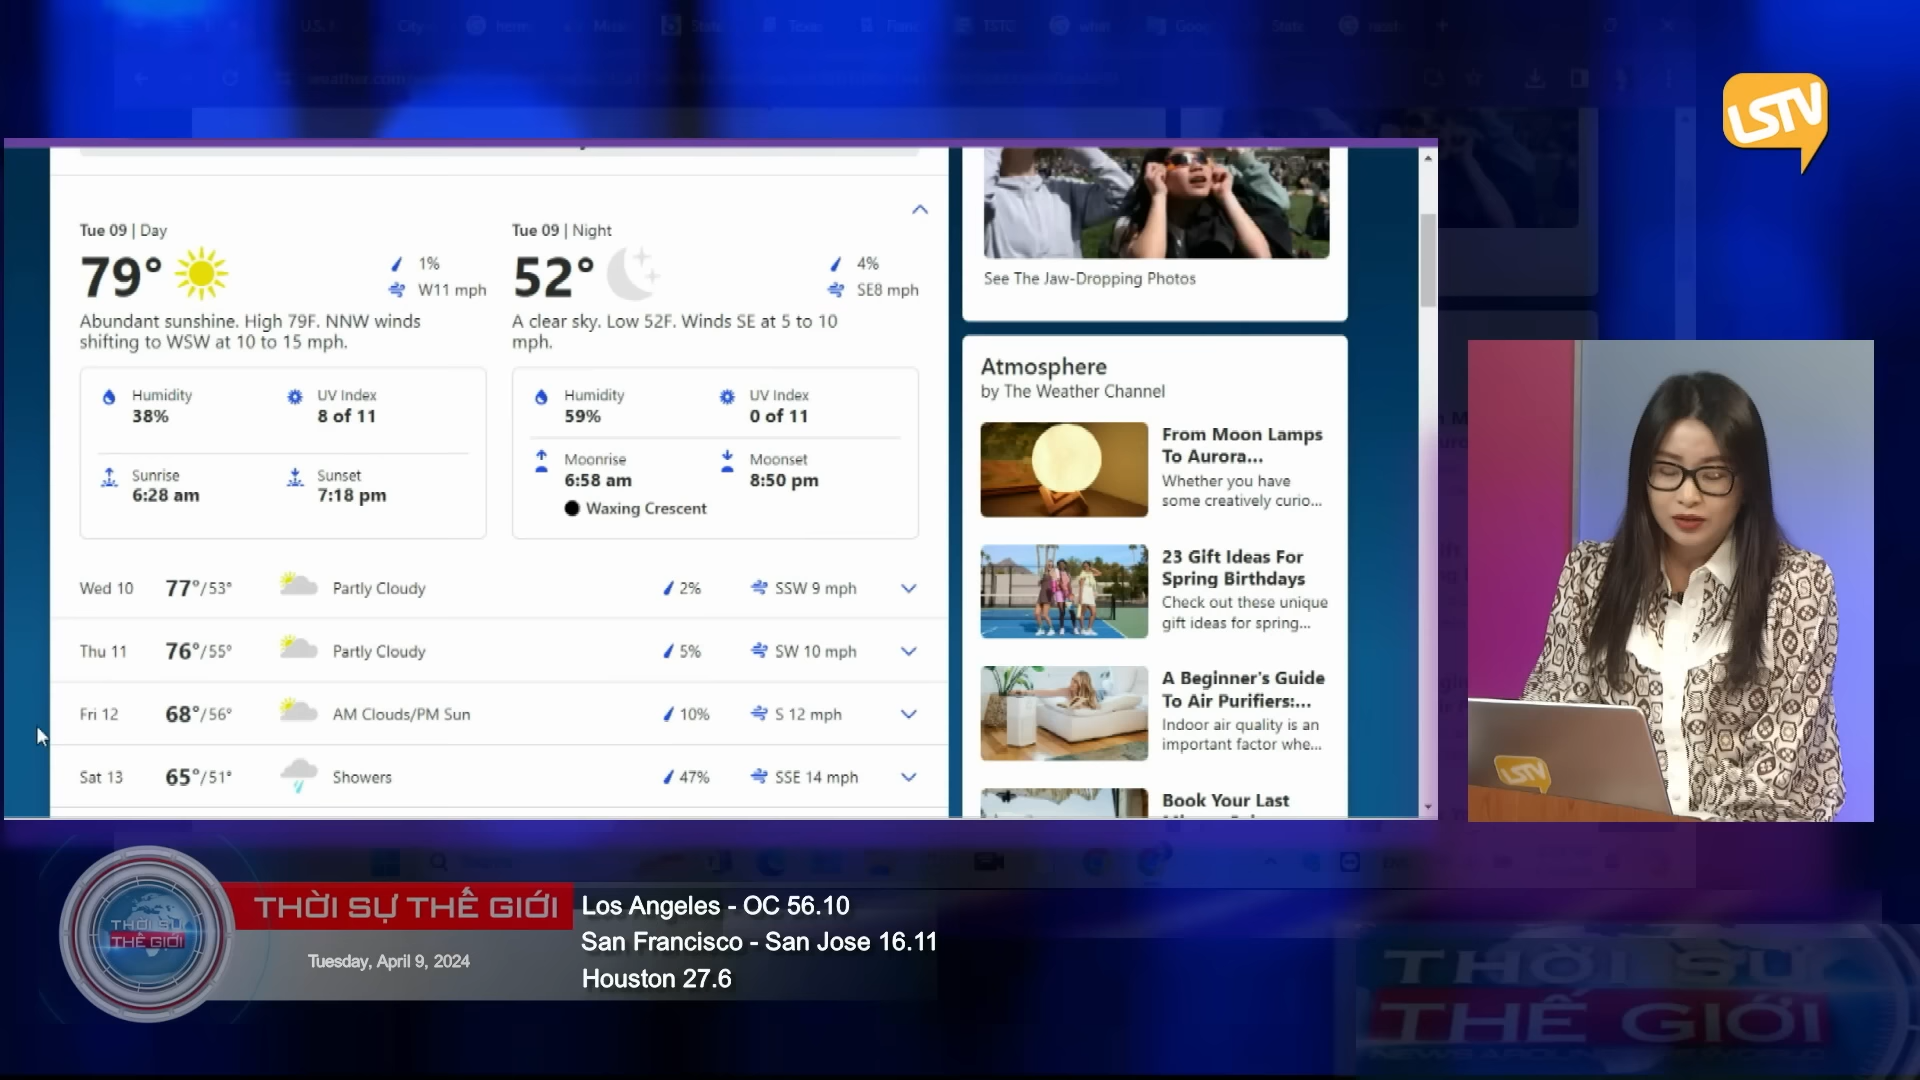 LSTV
Tue 09 | Day
79°
1%
W11 mph
Abundant sunshine. High 79F. NNW winds
shifting to WSW at 10 to 15 mph.
Humidity
38%
UV Index
8 of 11
Sunrise
6:28 am
Sunset
7:18 pm
Tue 09 | Night
52°
4%
SE8 mph
A clear sky. Low 52F. Winds SE at 5 to 10
mph.
Humidity
59%
UV Index
0 of 11
Moonrise
6:58 am
Moonset
8:50 pm
Waxing Crescent
Wed 10 77°/53° Partly Cloudy 2% SSW 9 mph
Thu 11 76°/55° Partly Cloudy 5% SW 10 mph
Fri 12 68°/56° AM Clouds/PM Sun 10% S 12 mph
Sat 13 65°/51° Showers 47% SSE 14 mph
See The Jaw-Dropping Photos
Atmosphere
by The Weather Channel
From Moon Lamps
To Aurora...
Whether you have
some creatively curio...
23 Gift Ideas For
Spring Birthdays
Check out these unique
gift ideas for spring...
A Beginner's Guide
To Air Purifiers:...
Indoor air quality is an
important factor whe...
Book Your Last
LSTV
THỜI SỰ
THẾ GIỚI
THỜI SỰ THẾ GIỚI
Tuesday, April 9, 2024
Los Angeles - OC 56.10
San Francisco - San Jose 16.11
Houston 27.6
THỜI SỰ
THẾ GIỚI